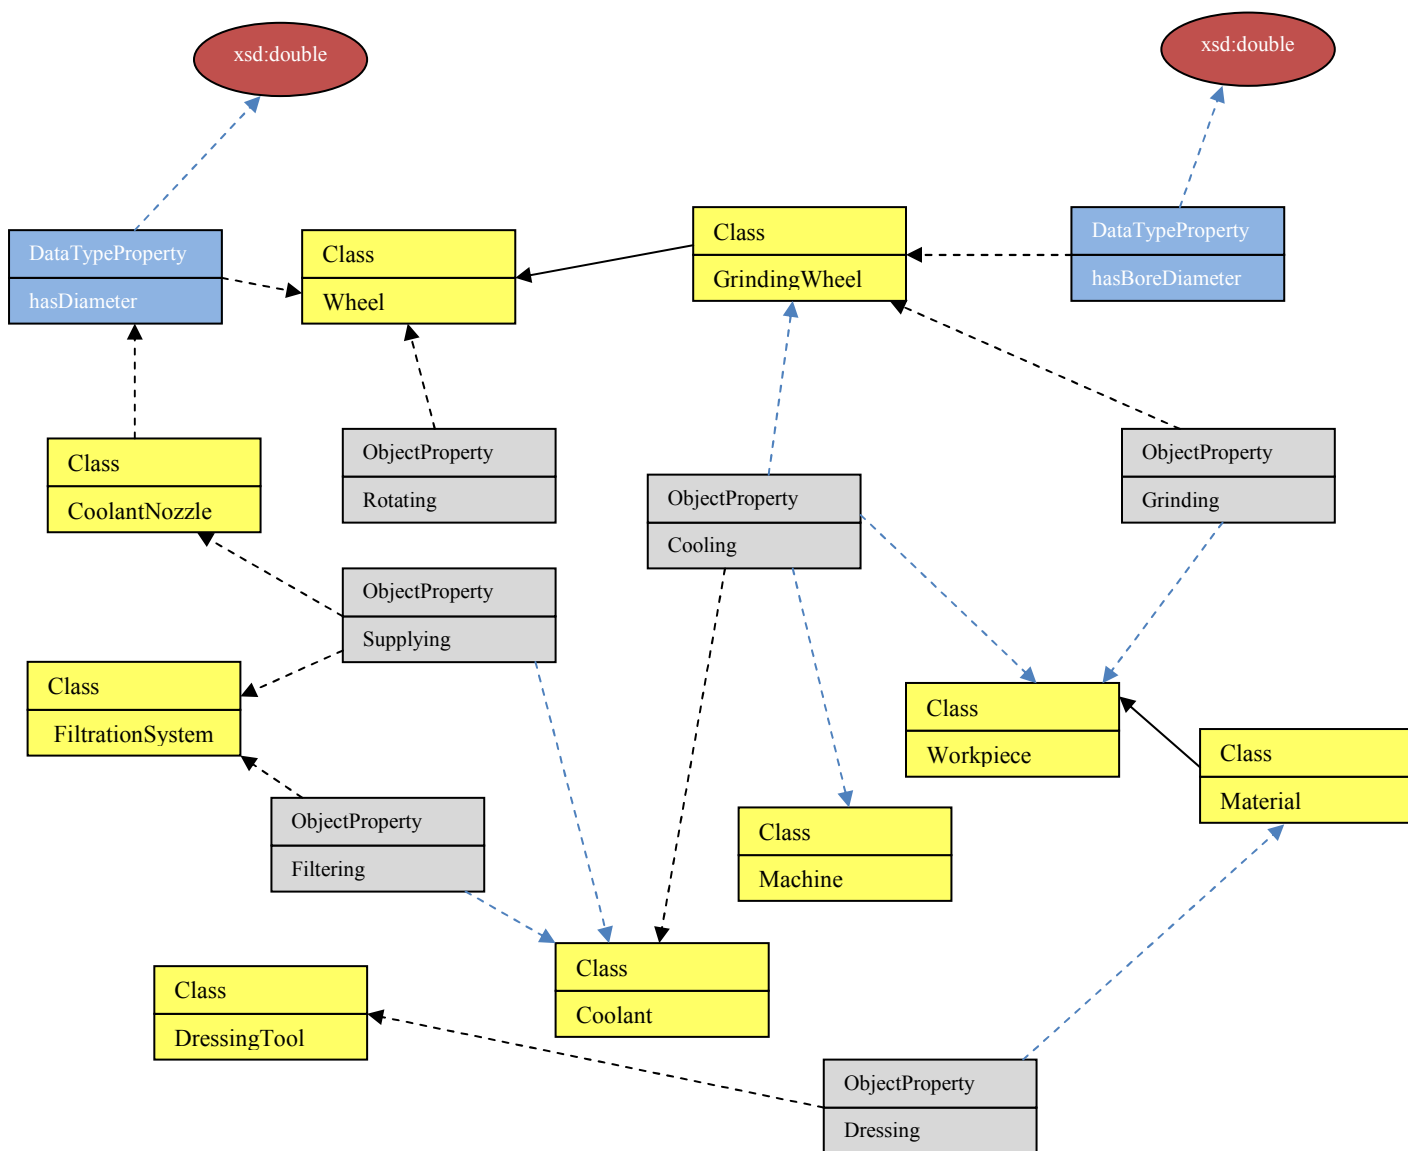 xsd:double
xsd:double
DataTypeProperty
hasDiameter
Class
Wheel
Class
GrindingWheel
DataTypeProperty
hasBoreDiameter
Class
CoolantNozzle
ObjectProperty
Rotating
ObjectProperty
Cooling
ObjectProperty
Grinding
ObjectProperty
Supplying
Class
FiltrationSystem
Class
Workpiece
Class
Material
ObjectProperty
Filtering
Class
Machine
Class
Coolant
Class
DressingTool
ObjectProperty
Dressing